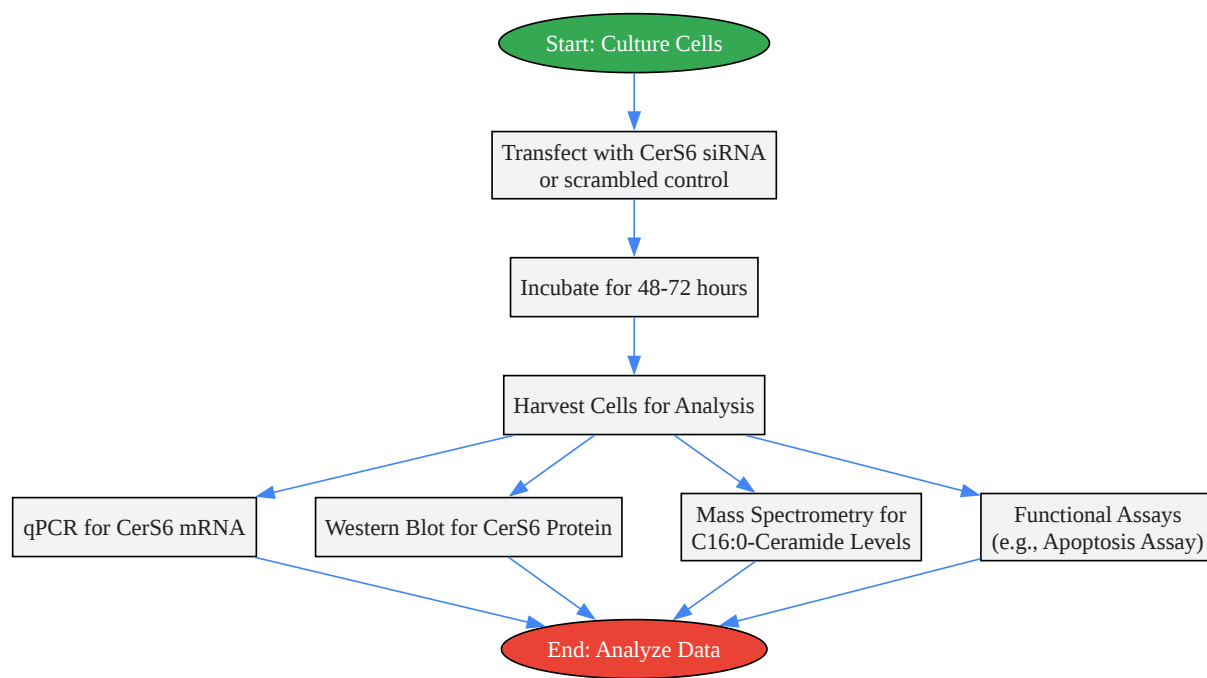 Start: Culture Cells
Transfect with CerS6 siRNA
or scrambled control
Incubate for 48-72 hours
Harvest Cells for Analysis
qPCR for CerS6 mRNA
Western Blot for CerS6 Protein
Mass Spectrometry for
C16:0-Ceramide Levels
Functional Assays
(e.g., Apoptosis Assay)
End: Analyze Data